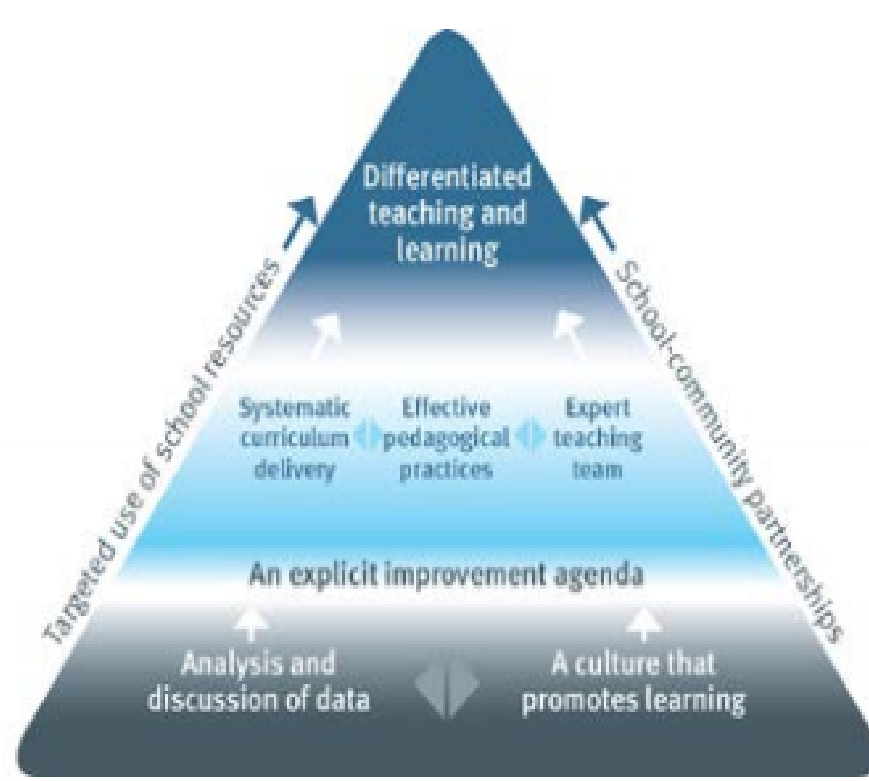 Differentiated
teaching and
learning
Targeted use of school resources
School-community partnerships
Systematic
curriculum
delivery
Effective
pedagogical
practices
Expert
teaching
team
An explicit improvement agenda
Analysis and
discussion of data
A culture that
promotes learning